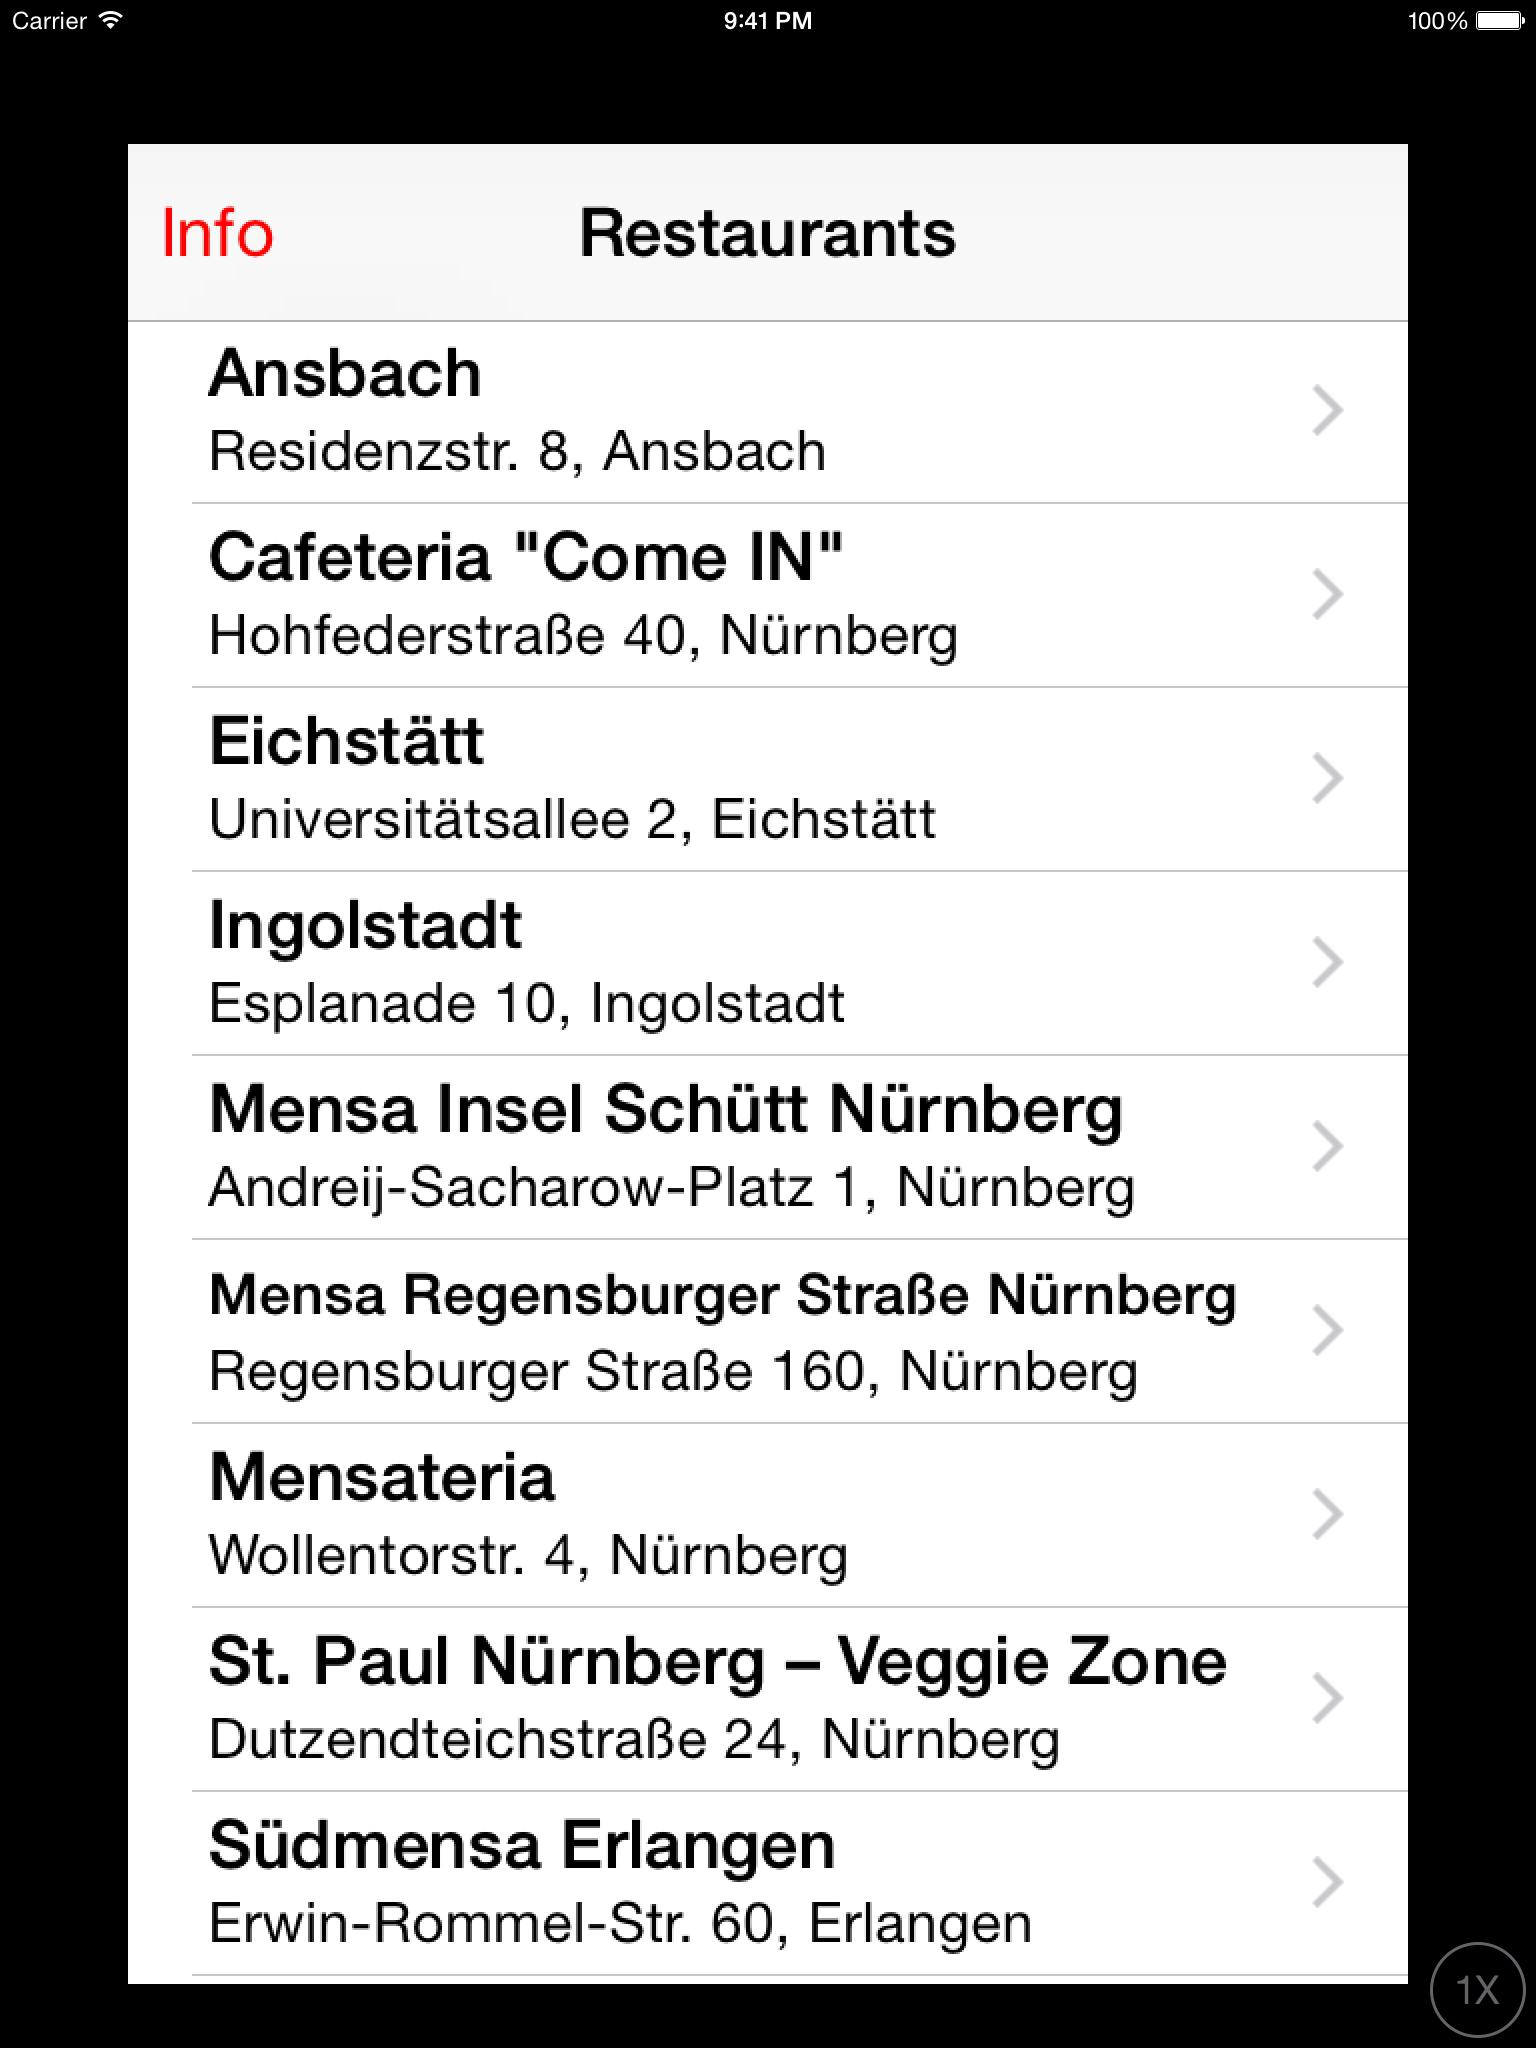 Carrier 9:41 PM 100%
Info Restaurants
Ansbach
Residenzstr. 8, Ansbach
Cafeteria "Come IN"
Hohfederstraße 40, Nürnberg
Eichstätt
Universitätsallee 2, Eichstätt
Ingolstadt
Esplanade 10, Ingolstadt
Mensa Insel Schütt Nürnberg
Andreij-Sacharow-Platz 1, Nürnberg
Mensa Regensburger Straße Nürnberg
Regensburger Straße 160, Nürnberg
Mensateria
Wollentorstr. 4, Nürnberg
St. Paul Nürnberg – Veggie Zone
Dutzendteichstraße 24, Nürnberg
Südmensa Erlangen
Erwin-Rommel-Str. 60, Erlangen
1X